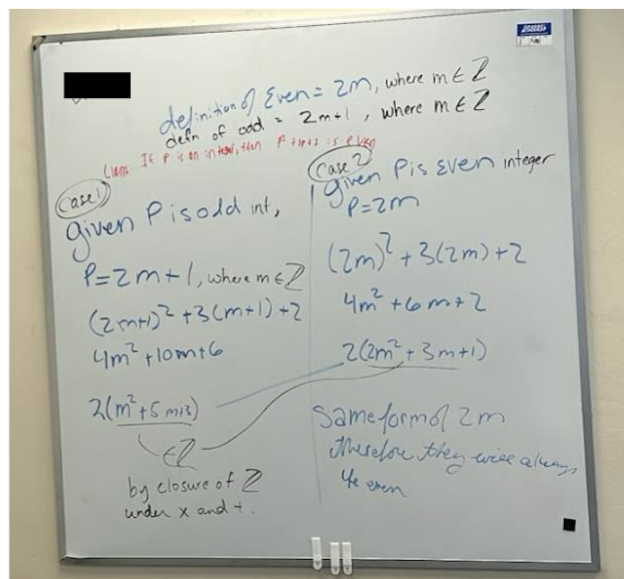 definition of Even = 2m, where m ∈ ℤ
defn of odd = 2m+1, where m ∈ ℤ
Claim If P is an integer, then P²+3P+2 is even
Case 1
given P is odd int,
P=2m+1, where m∈ℤ
(2m+1)² +3(m+1) +2
4m² +10m+6
2(m²+5m+3)
∈ℤ
by closure of ℤ
under x and +.
Case 2
given P is Even integer
P=2m
(2m)² +3(2m)+2
4m² +6m+2
2(2m² +3m+1)
Same form of 2m
therefore they will always
be even